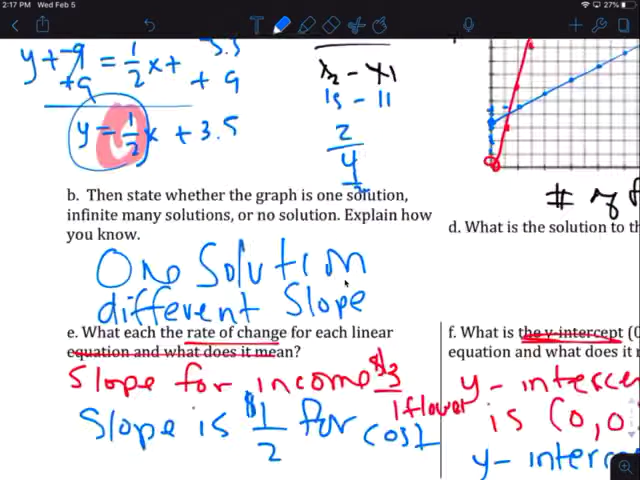 2:17 PM Wed Feb 5
27%
y + -9 = 1/2 x +
+9 + 9
y = 1/2 x + 3.5
x2 - x1
15 - 11
2
4
b. Then state whether the graph is one solution,
infinite many solutions, or no solution. Explain how
you know.
One Solution
different Slope
# of
d. What is the solution to th
e. What each the rate of change for each linear
equation and what does it mean?
Slope for income $3
1 flower
Slope is $1/2 for cost
f. What is the y-intercept (0
equation and what does it m
y-interce
is (0,0
y-interc